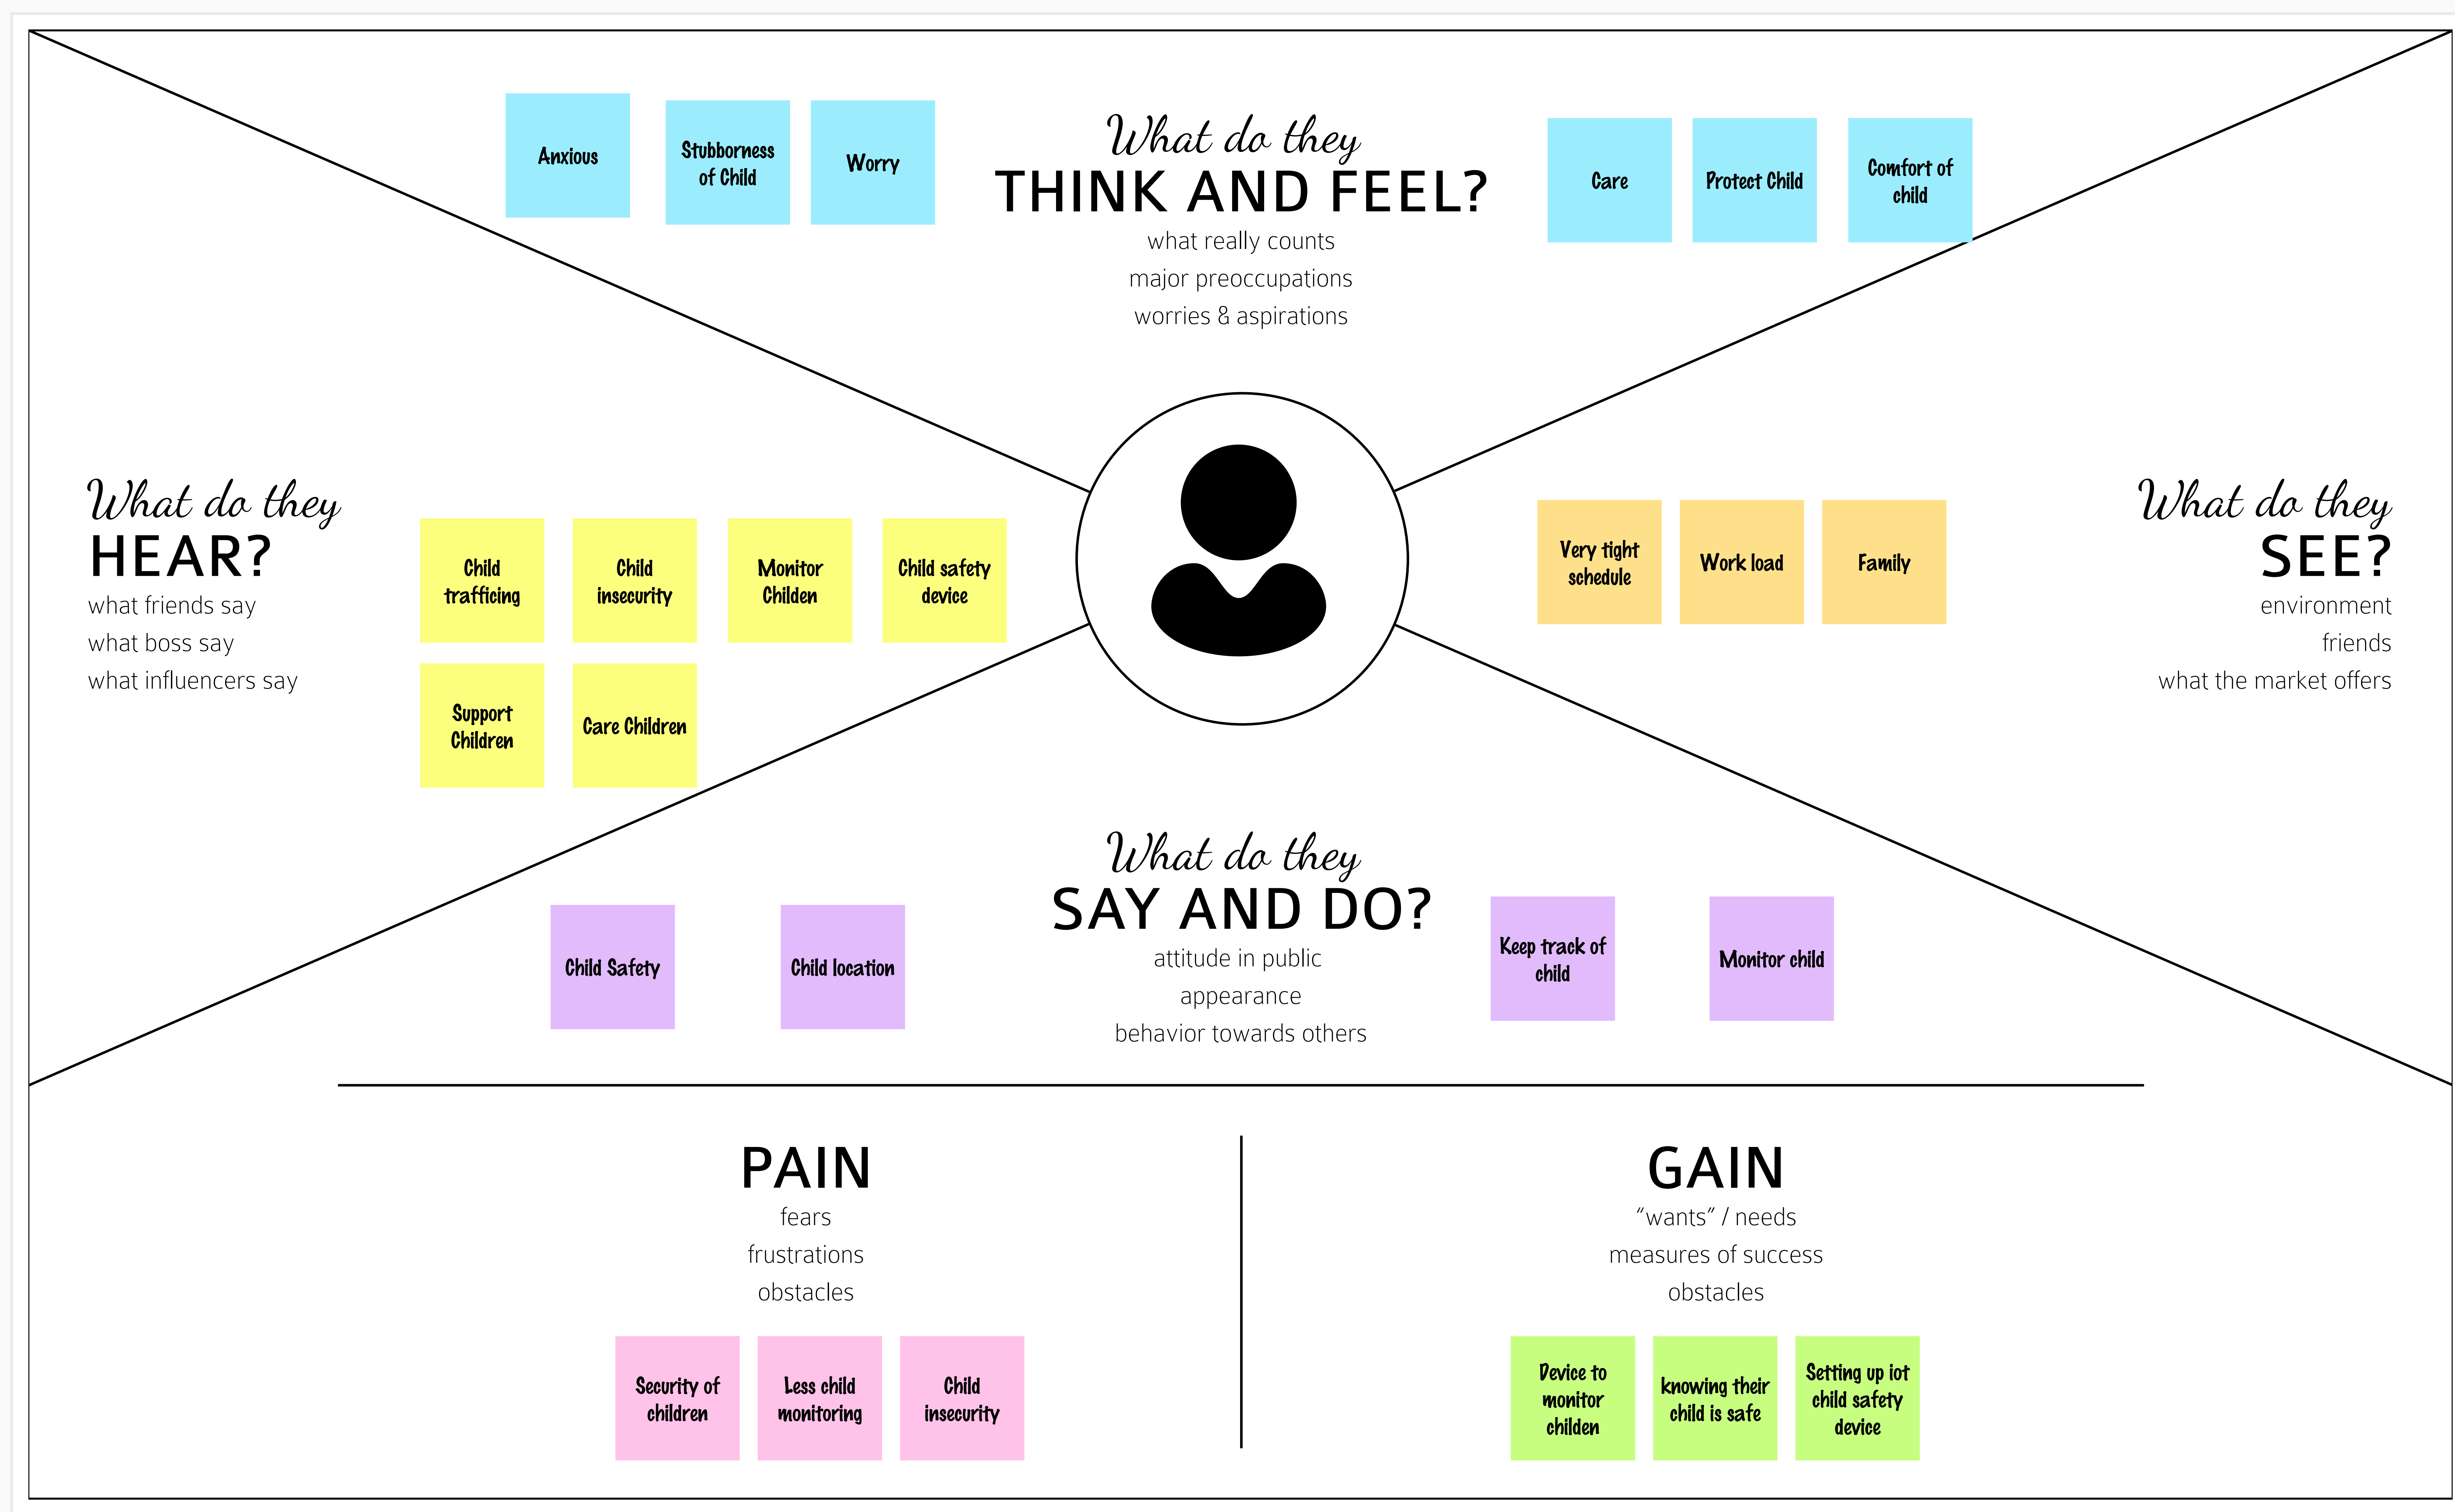 What do they
THINK AND FEEL?
what really counts
major preoccupations
worries & aspirations
Anxious
Stubborness
of Child
Worry
Care
Protect Child
Comfort of
child
What do they
HEAR?
what friends say
what boss say
what influencers say
Child
trafficing
Child
insecurity
Monitor
Childen
Child safety
device
Support
Children
Care Children
What do they
SEE?
environment
friends
what the market offers
Very tight
schedule
Work load
Family
What do they
SAY AND DO?
attitude in public
appearance
behavior towards others
Child Safety
Child location
Keep track of
child
Monitor child
PAIN
fears
frustrations
obstacles
Security of
children
Less child
monitoring
Child
insecurity
GAIN
“wants” / needs
measures of success
obstacles
Device to
monitor
childen
knowing their
child is safe
Setting up iot
child safety
device